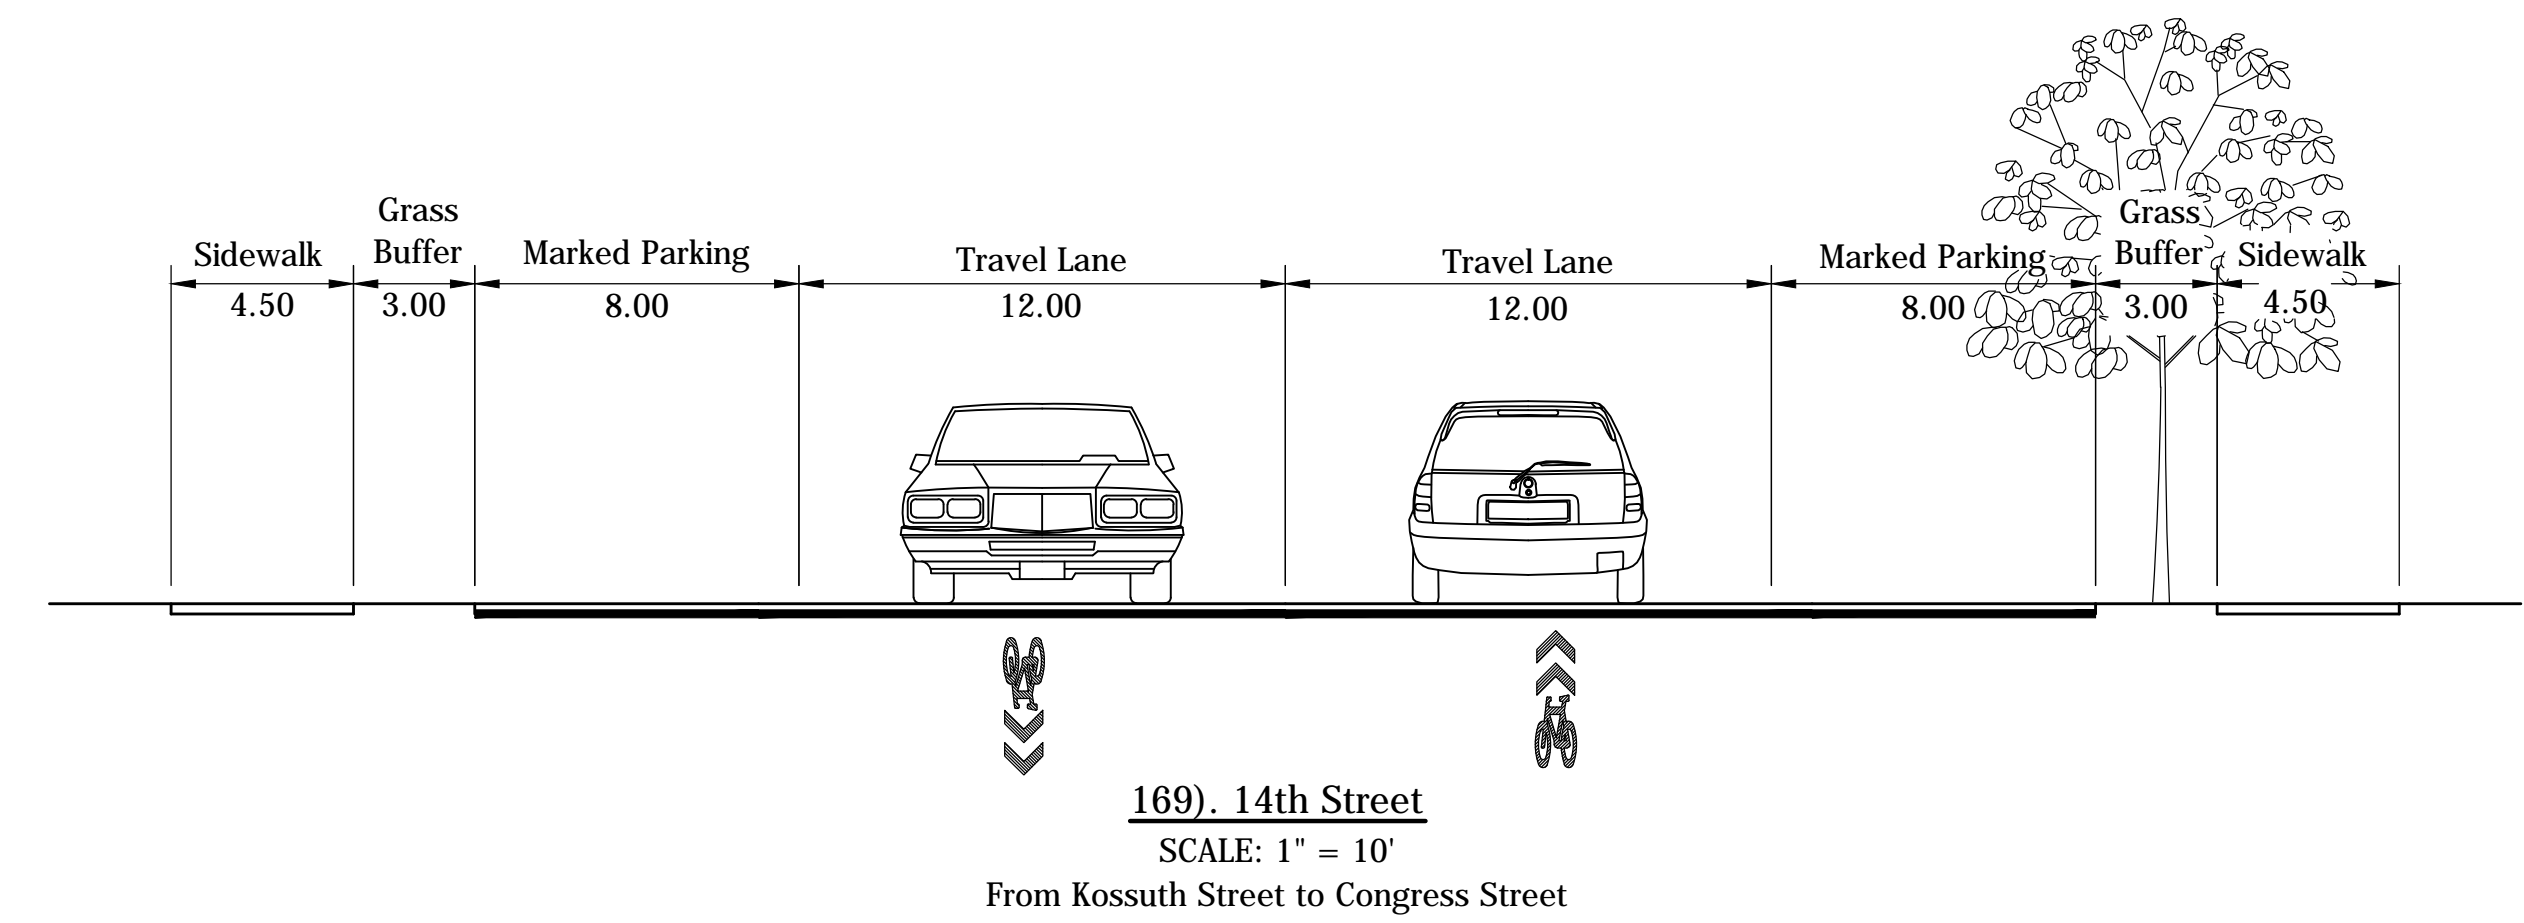 Sidewalk
4.50
Grass
Buffer
3.00
Marked Parking
8.00
Travel Lane
12.00
Travel Lane
12.00
Marked Parking
8.00
Grass
Buffer
3.00
Sidewalk
4.50
169). 14th Street
SCALE: 1" = 10'
From Kossuth Street to Congress Street